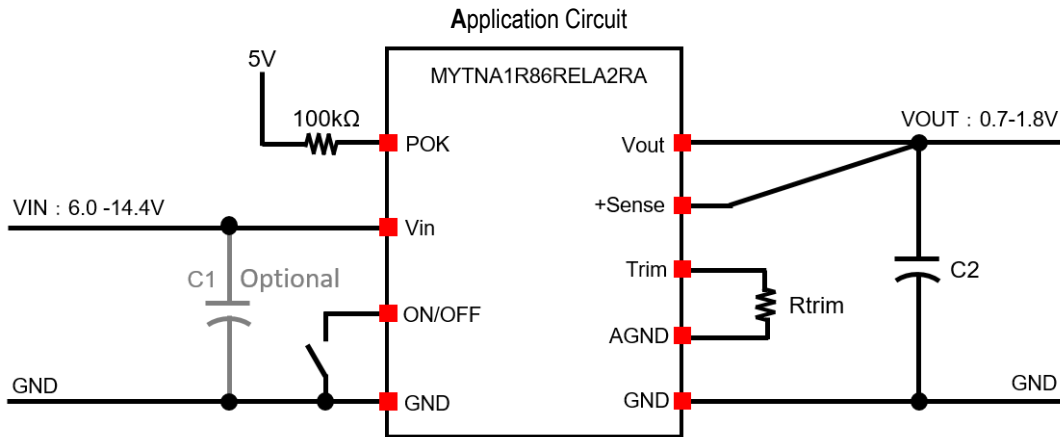 Application Circuit
MYTNA1R86RELA2RA
5V
100kΩ
POK
Vout
VOUT : 0.7-1.8V
VIN : 6.0 -14.4V
Vin
+Sense
C1 Optional
Trim
Rtrim
C2
ON/OFF
AGND
GND
GND
GND
GND